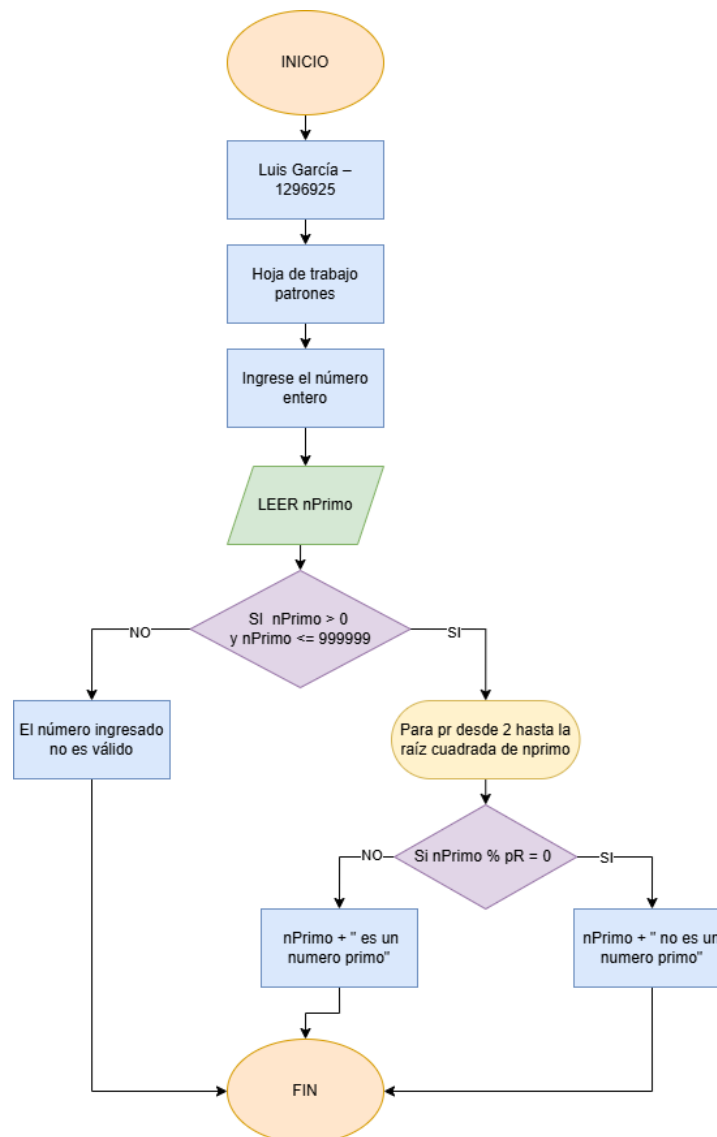 INICIO
Luis García –
1296925
Hoja de trabajo
patrones
Ingrese el número
entero
LEER nPrimo
SI nPrimo > 0
y nPrimo <= 999999
NO
SI
El número ingresado
no es válido
Para pr desde 2 hasta la
raíz cuadrada de nprimo
Si nPrimo % pR = 0
NO
SI
nPrimo + " es un
numero primo"
nPrimo + " no es un
numero primo"
FIN